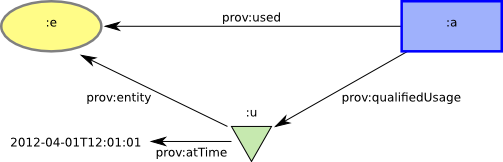 prov:used
:e
:a
prov:entity
prov:qualifiedUsage
:u
2012-04-01T12:01:01
prov:atTime